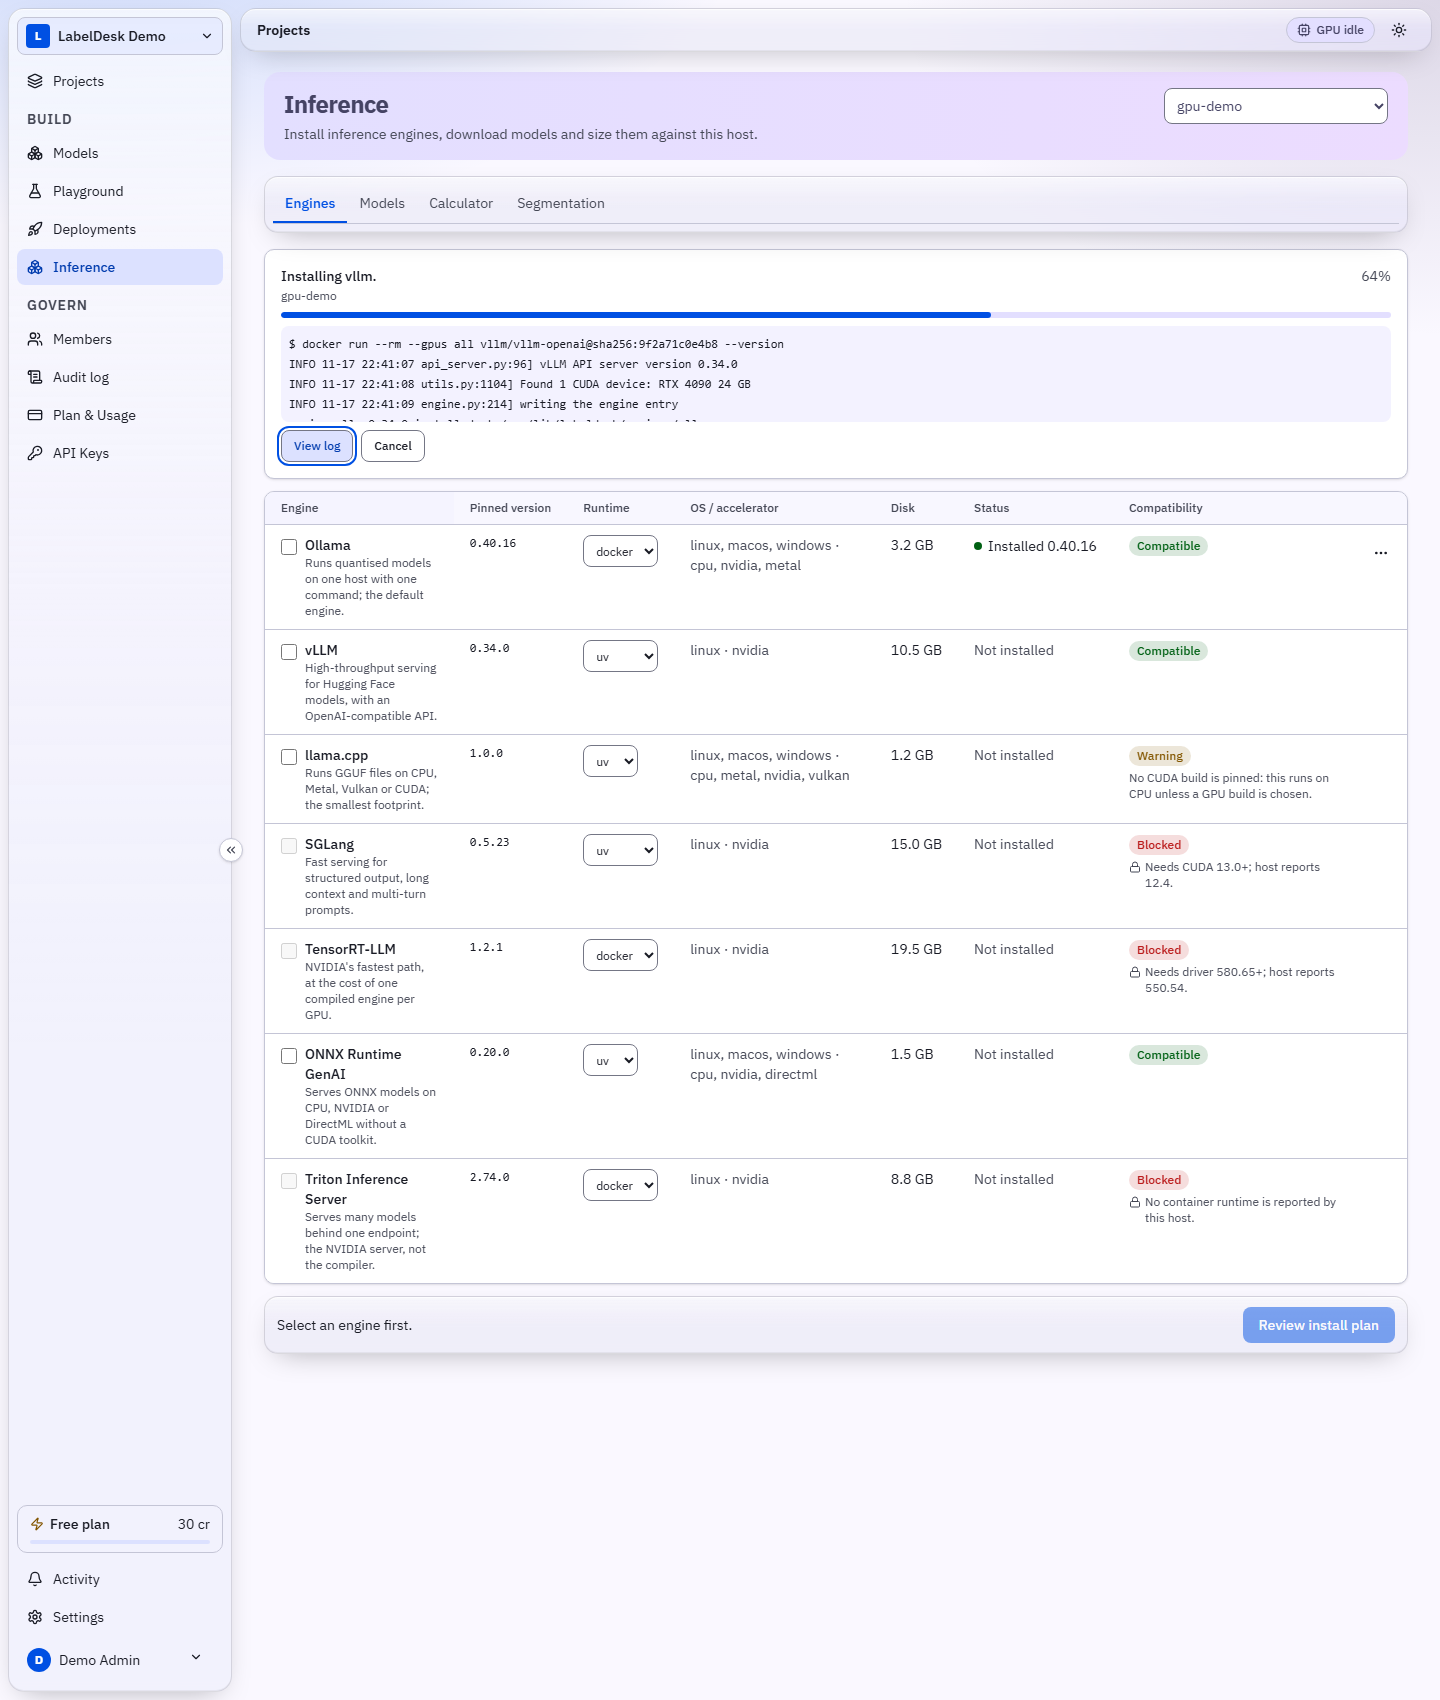 L LabelDesk Demo
Projects
BUILD
Models
Playground
Deployments
Inference
GOVERN
Members
Audit log
Plan & Usage
API Keys
Free plan 30 cr
Activity
Settings
D Demo Admin
Projects
GPU idle
Inference
Install inference engines, download models and size them against this host.
gpu-demo
Engines Models Calculator Segmentation
Installing vllm. 64%
gpu-demo
$ docker run --rm --gpus all vllm/vllm-openai@sha256:9f2a71c0e4b8 --version
INFO 11-17 22:41:07 api_server.py:96] vLLM API server version 0.34.0
INFO 11-17 22:41:08 utils.py:1104] Found 1 CUDA device: RTX 4090 24 GB
INFO 11-17 22:41:09 engine.py:214] writing the engine entry
View log Cancel
Engine Pinned version Runtime OS / accelerator Disk Status Compatibility
Ollama 0.40.16 docker linux, macos, windows · 3.2 GB Installed 0.40.16 Compatible
cpu, nvidia, metal
Runs quantised models
on one host with one
command; the default
engine.
vLLM 0.34.0 uv linux · nvidia 10.5 GB Not installed Compatible
High-throughput serving
for Hugging Face
models, with an
OpenAI-compatible API.
llama.cpp 1.0.0 uv linux, macos, windows · 1.2 GB Not installed Warning
cpu, metal, nvidia, vulkan
Runs GGUF files on CPU,
Metal, Vulkan or CUDA;
the smallest footprint.
No CUDA build is pinned: this runs on
CPU unless a GPU build is chosen.
SGLang 0.5.23 uv linux · nvidia 15.0 GB Not installed Blocked
Fast serving for
structured output, long
context and multi-turn
prompts.
Needs CUDA 13.0+; host reports
12.4.
TensorRT-LLM 1.2.1 docker linux · nvidia 19.5 GB Not installed Blocked
NVIDIA's fastest path,
at the cost of one
compiled engine per
GPU.
Needs driver 580.65+; host reports
550.54.
ONNX Runtime 0.20.0 uv linux, macos, windows · 1.5 GB Not installed Compatible
GenAI cpu, nvidia, directml
Serves ONNX models on
CPU, NVIDIA or
DirectML without a
CUDA toolkit.
Triton Inference 2.74.0 docker linux · nvidia 8.8 GB Not installed Blocked
Server
Serves many models
behind one endpoint;
the NVIDIA server, not
the compiler.
No container runtime is reported by
this host.
Select an engine first. Review install plan